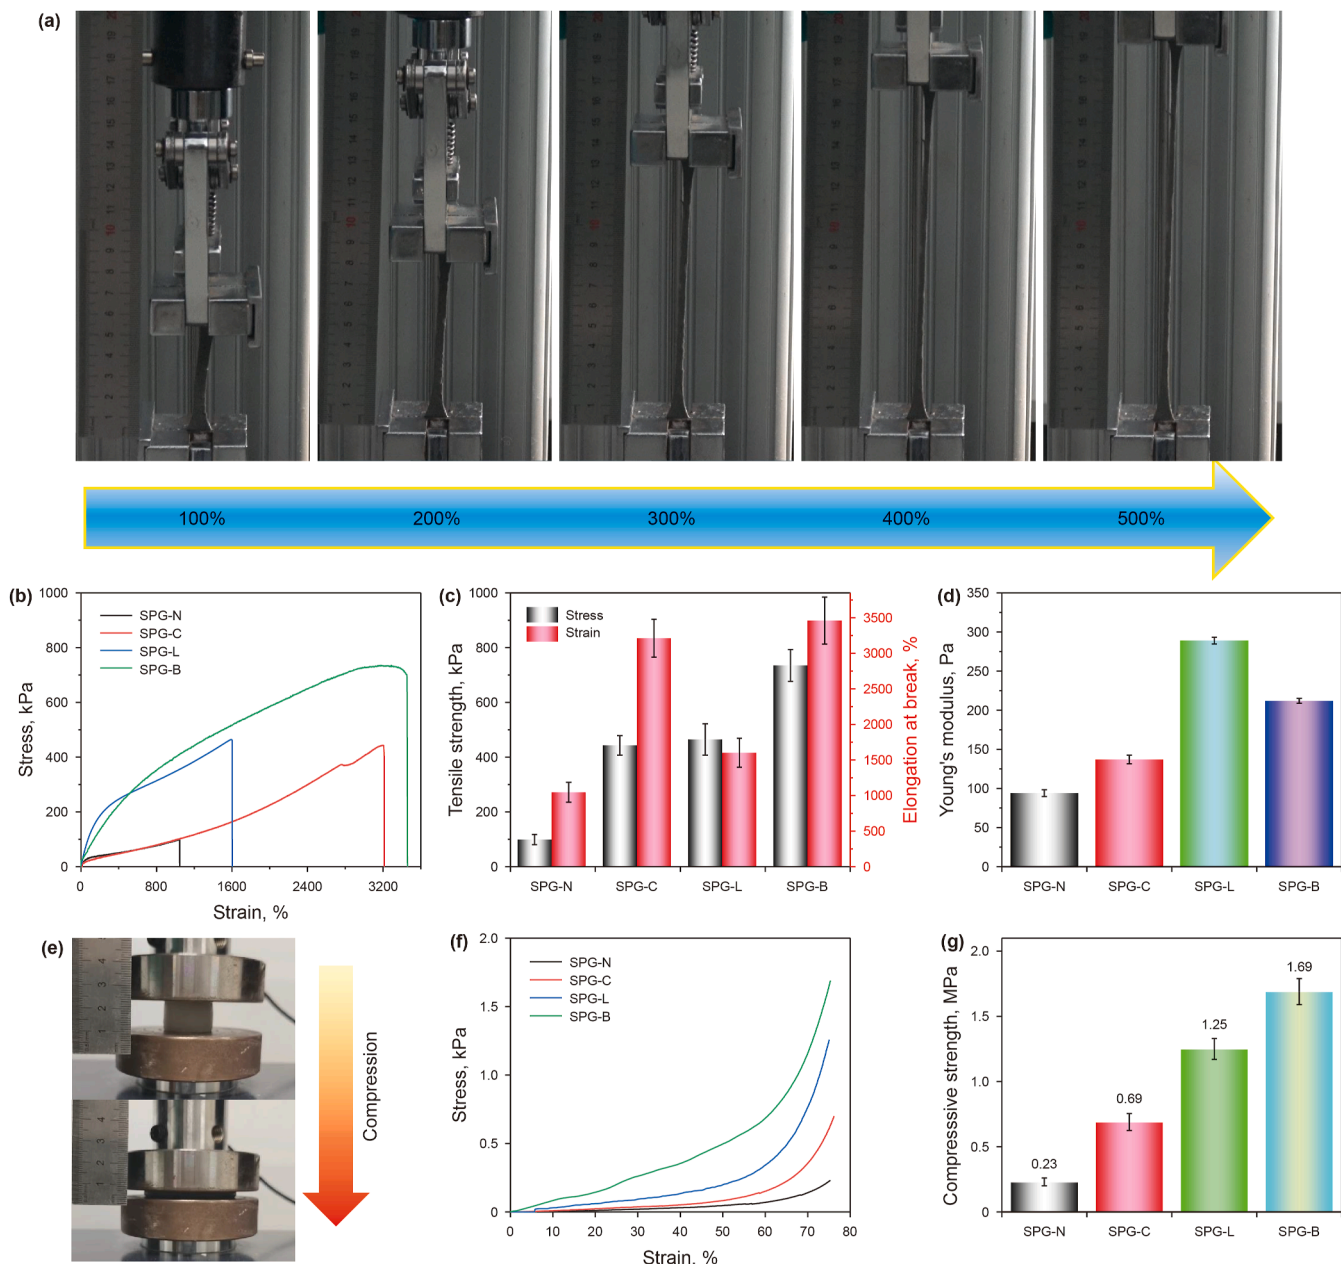 (a)
100% 200% 300% 400% 500%
(b)
1000
800
600
400
200
0
Stress, kPa
SPG-N
SPG-C
SPG-L
SPG-B
0 800 1600 2400 3200
Strain, %
(c)
1000
800
600
400
200
0
Tensile strength, kPa
Stress
Strain
3500
3000
2500
2000
1500
1000
500
0
Elongation at break, %
SPG-N SPG-C SPG-L SPG-B
(d)
350
300
250
200
150
100
50
0
Young's modulus, Pa
SPG-N SPG-C SPG-L SPG-B
(e)
Compression
(f)
2.0
1.5
1.0
0.5
0
Stress, kPa
SPG-N
SPG-C
SPG-L
SPG-B
0 10 20 30 40 50 60 70 80
Strain, %
(g)
2.0
1.5
1.0
0.5
0
Compresssive strength, MPa
0.23
0.69
1.25
1.69
SPG-N SPG-C SPG-L SPG-B